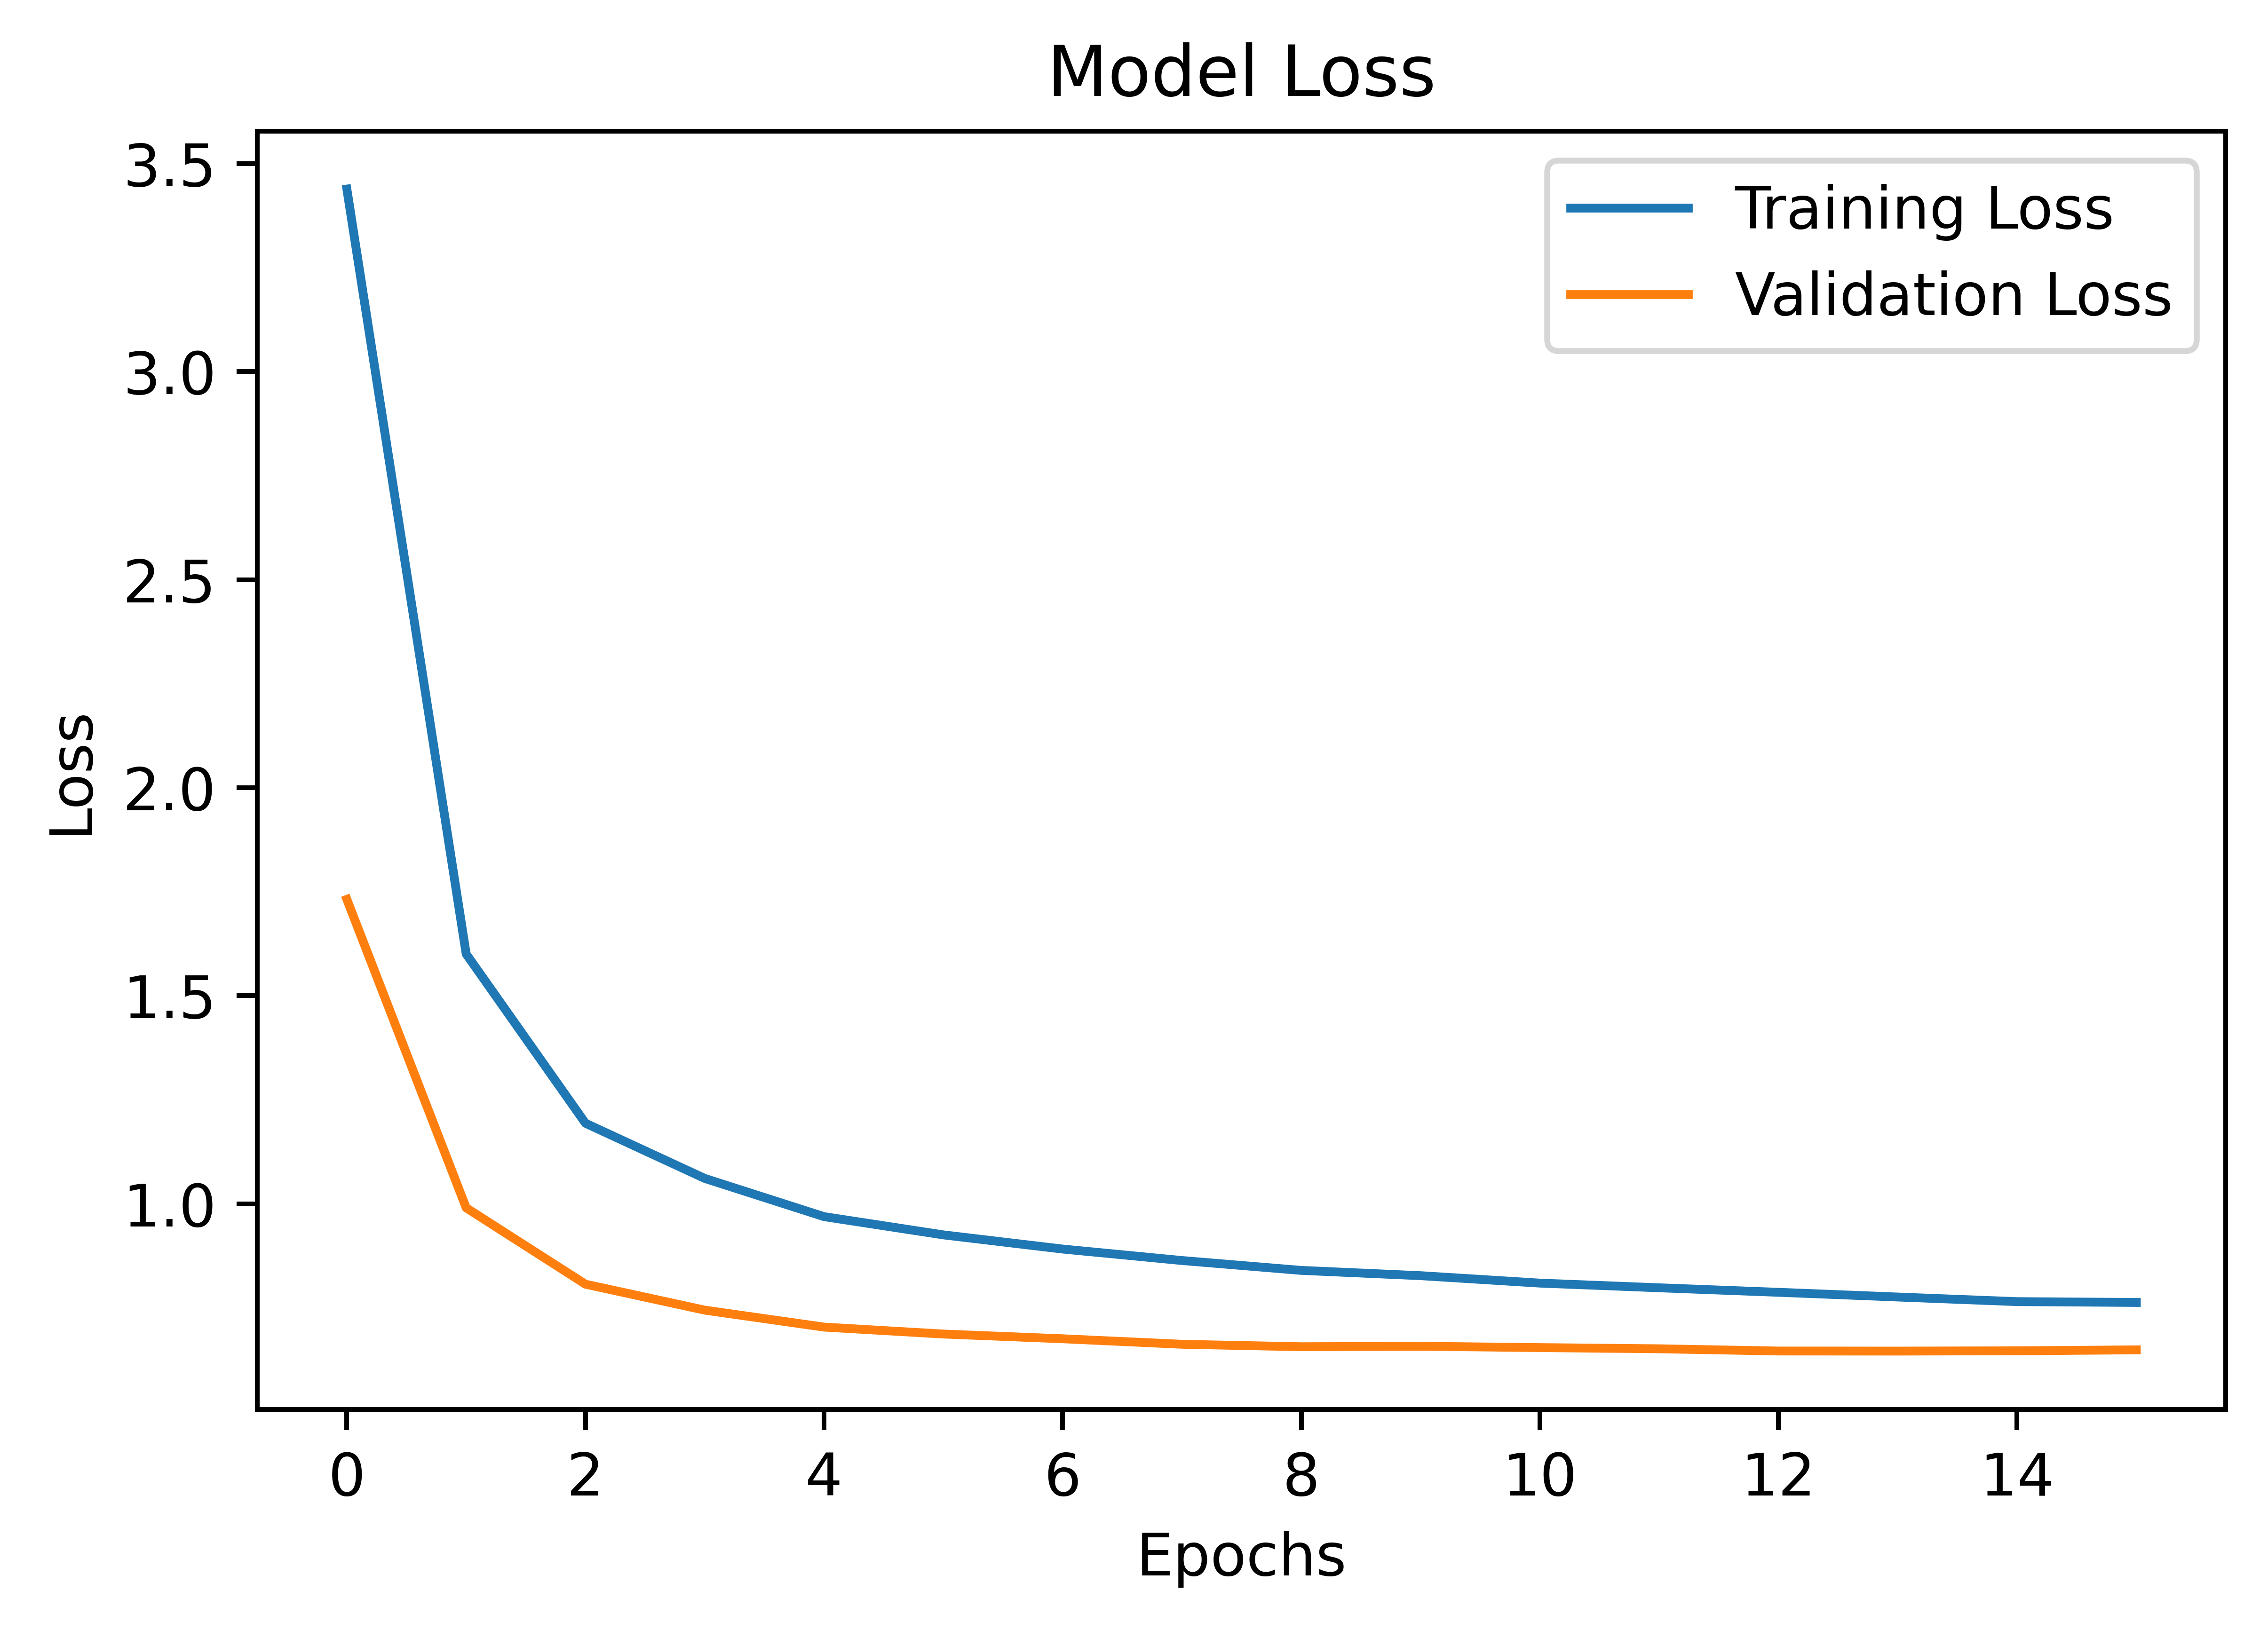 Model Loss
Training Loss
Validation Loss
3.5
3.0
2.5
2.0
1.5
1.0
Loss
0 2 4 6 8 10 12 14
Epochs